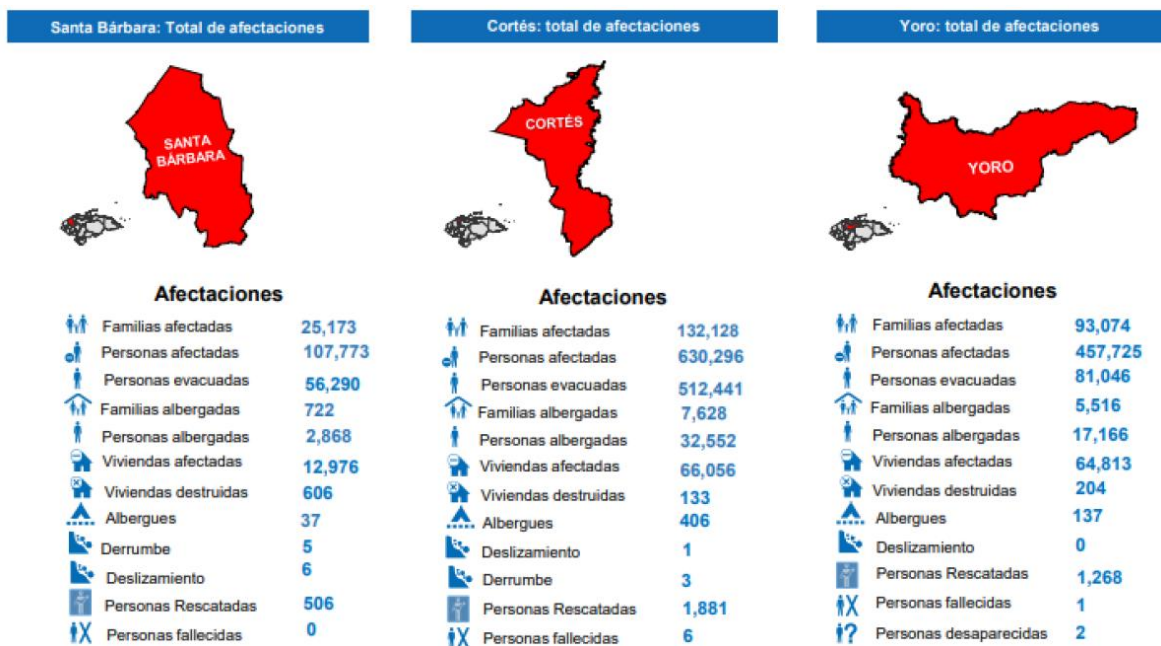 Santa Bárbara: Total de afectaciones
SANTA
BÁRBARA
Afectaciones
Familias afectadas 25,173
Personas afectadas 107,773
Personas evacuadas 56,290
Familias albergadas 722
Personas albergadas 2,868
Viviendas afectadas 12,976
Viviendas destruidas 606
Albergues 37
Derrumbe 5
Deslizamiento 6
Personas Rescatadas 506
Personas fallecidas 0
Cortés: total de afectaciones
CORTÉS
Afectaciones
Familias afectadas 132,128
Personas afectadas 630,296
Personas evacuadas 512,441
Familias albergadas 7,628
Personas albergadas 32,552
Viviendas afectadas 66,056
Viviendas destruidas 133
Albergues 406
Deslizamiento 1
Derrumbe 3
Personas Rescatadas 1,881
Personas fallecidas 6
Yoro: total de afectaciones
YORO
Afectaciones
Familias afectadas 93,074
Personas afectadas 457,725
Personas evacuadas 81,046
Familias albergadas 5,516
Personas albergadas 17,166
Viviendas afectadas 64,813
Viviendas destruidas 204
Albergues 137
Deslizamiento 0
Personas Rescatadas 1,268
Personas fallecidas 1
Personas desaparecidas 2